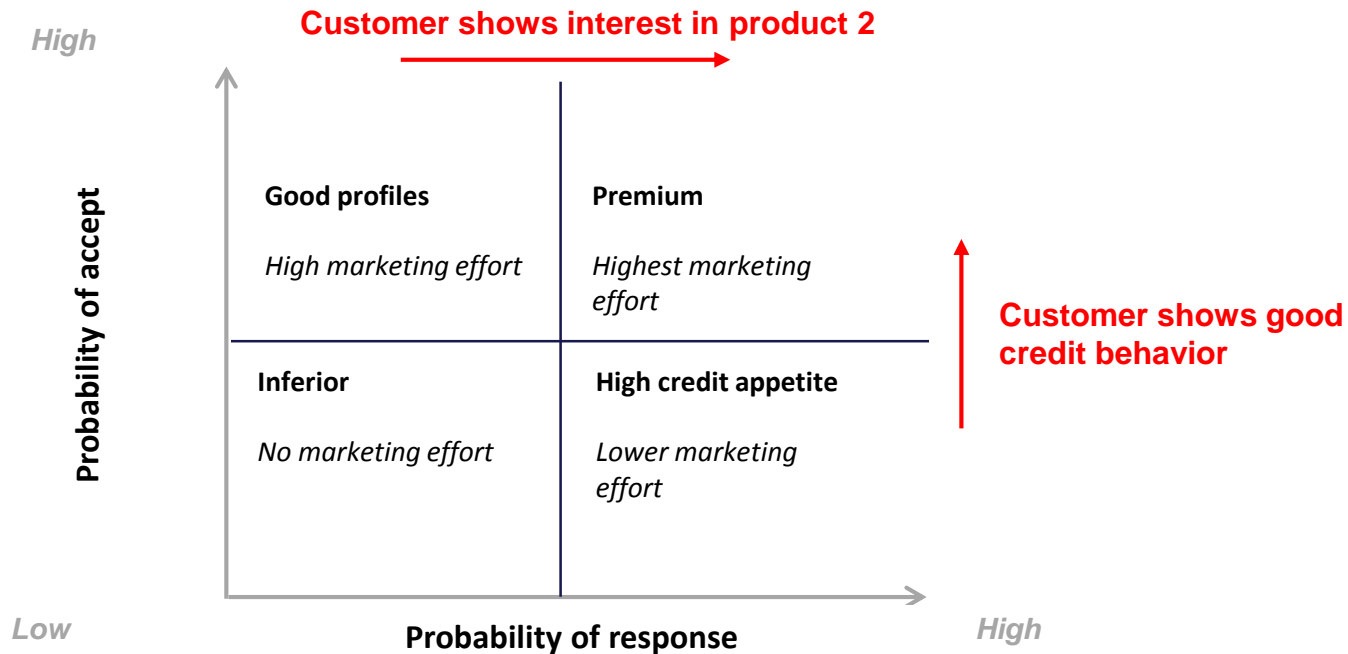 Customer shows interest in product 2
High
Good profiles
High marketing effort
Premium
Highest marketing
effort
Probability of accept
Customer shows good
credit behavior
Inferior
No marketing effort
High credit appetite
Lower marketing
effort
Low
Probability of response
High